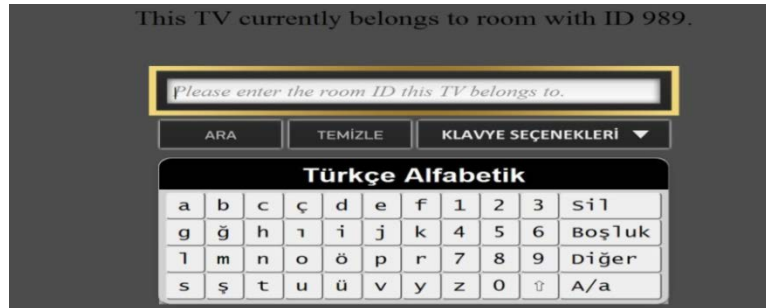 This TV currently belongs to room with ID 989.
Please enter the room ID this TV belongs to.
ARA TEMİZLE KLAVYE SEÇENEKLERİ ▼
Türkçe Alfabetik
a b c ç d e f 1 2 3 Sil
g ğ h ı i j k 4 5 6 Boşluk
l m n o ö p r 7 8 9 Diğer
s ş t u ü v y z 0 ⇧ A/a